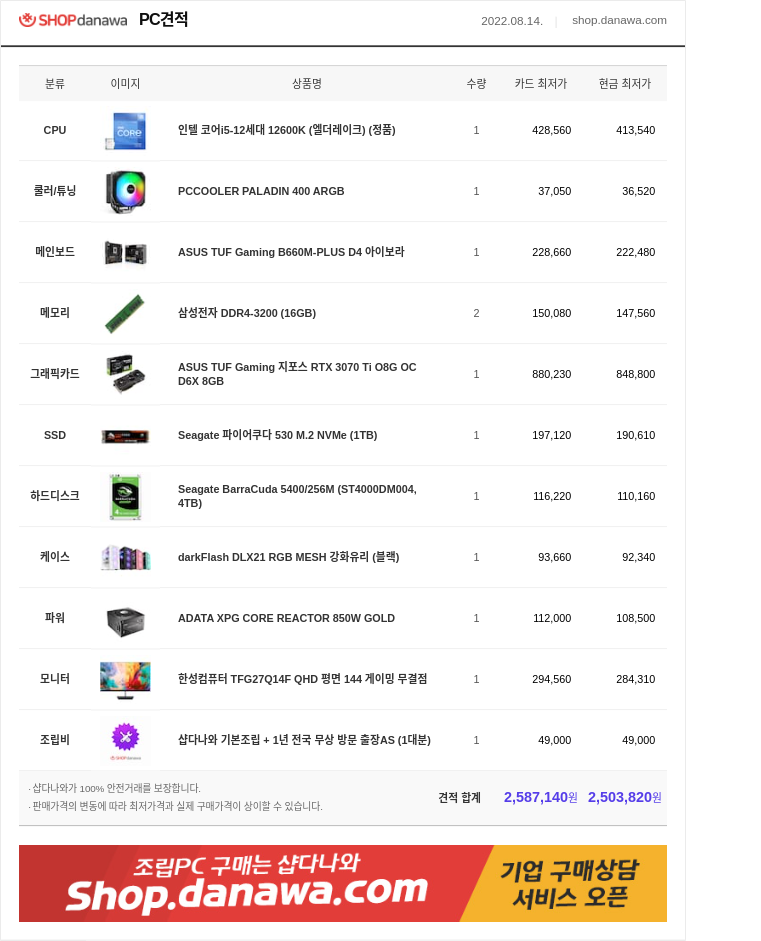 SHOPdanawa PC견적 2022.08.14. | shop.danawa.com
분류 이미지 상품명 수량 카드 최저가 현금 최저가
CPU 인텔 코어i5-12세대 12600K (엘더레이크) (정품) 1 428,560 413,540
쿨러/튜닝 PCCOOLER PALADIN 400 ARGB 1 37,050 36,520
메인보드 ASUS TUF Gaming B660M-PLUS D4 아이보라 1 228,660 222,480
메모리 삼성전자 DDR4-3200 (16GB) 2 150,080 147,560
그래픽카드 ASUS TUF Gaming 지포스 RTX 3070 Ti O8G OC
D6X 8GB 1 880,230 848,800
SSD Seagate 파이어쿠다 530 M.2 NVMe (1TB) 1 197,120 190,610
하드디스크 Seagate BarraCuda 5400/256M (ST4000DM004,
4TB) 1 116,220 110,160
케이스 darkFlash DLX21 RGB MESH 강화유리 (블랙) 1 93,660 92,340
파워 ADATA XPG CORE REACTOR 850W GOLD 1 112,000 108,500
모니터 한성컴퓨터 TFG27Q14F QHD 평면 144 게이밍 무결점 1 294,560 284,310
조립비 샵다나와 기본조립 + 1년 전국 무상 방문 출장AS (1대분) 1 49,000 49,000
· 샵다나와가 100% 안전거래를 보장합니다.
· 판매가격의 변동에 따라 최저가격과 실제 구매가격이 상이할 수 있습니다.
견적 합계 2,587,140원 2,503,820원
조립PC 구매는 샵다나와
Shop.danawa.com
기업 구매상담
서비스 오픈